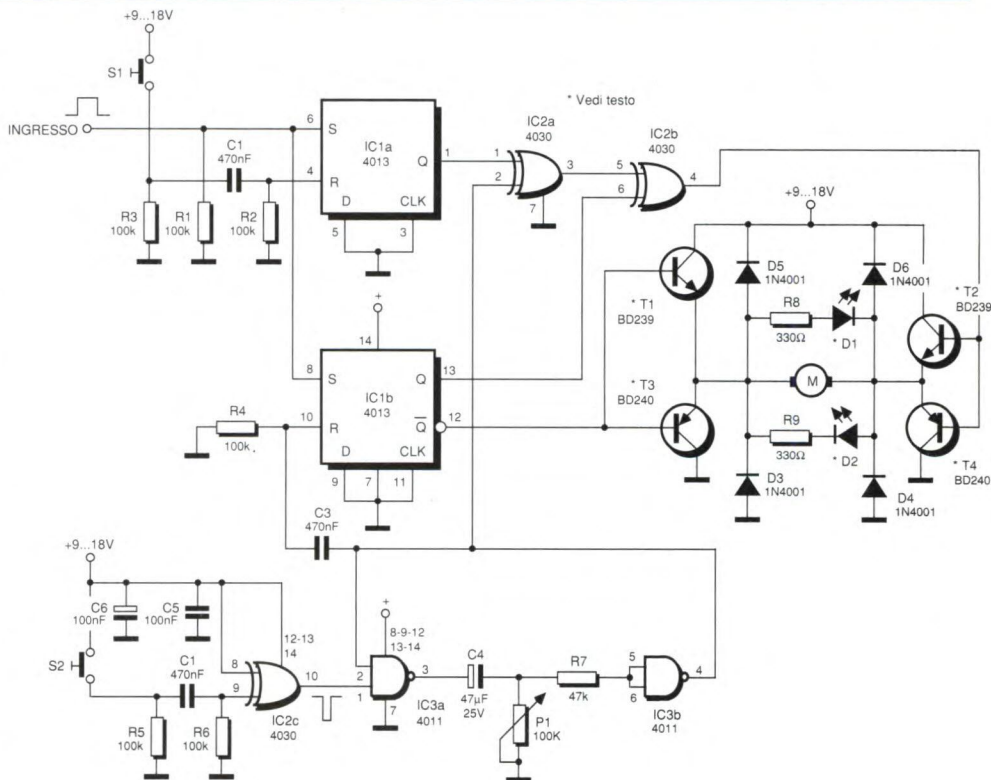 +9...18V
S1
INGRESSO
C1
470nF
R3
100k
R1
100k
R2
100k
6
4
S
R
IC1a
4013
Q
1
D
CLK
5
3
* Vedi testo
IC2a
4030
1
2
3
7
IC2b
4030
5
6
4
+
14
8
10
S
R
IC1b
4013
Q
13
Q
12
D
CLK
9
7
11
R4
100k
C3
470nF
+9...18V
* T1
BD239
* T3
BD240
D5
1N4001
D6
1N4001
R8
330Ω
* D1
M
R9
330Ω
* D2
D3
1N4001
D4
1N4001
* T2
BD239
* T4
BD240
+9...18V
C6
100nF
C5
100nF
S2
C1
470nF
R5
100k
R6
100k
12-13
14
8
9
10
IC2c
4030
+
8-9-12
13-14
2
1
3
7
IC3a
4011
C4
47µF
25V
P1
100K
R7
47k
5
6
4
IC3b
4011